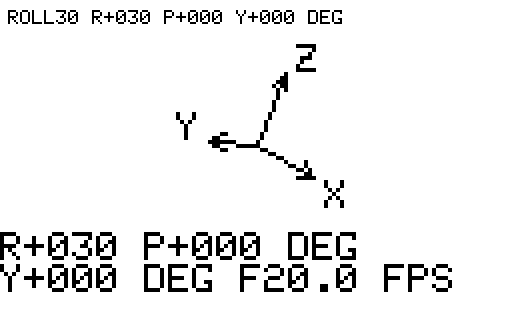 ROLL30 R+030 P+000 Y+000 DEG
Z
Y
X
R+030 P+000 DEG
Y+000 DEG F20.0 FPS